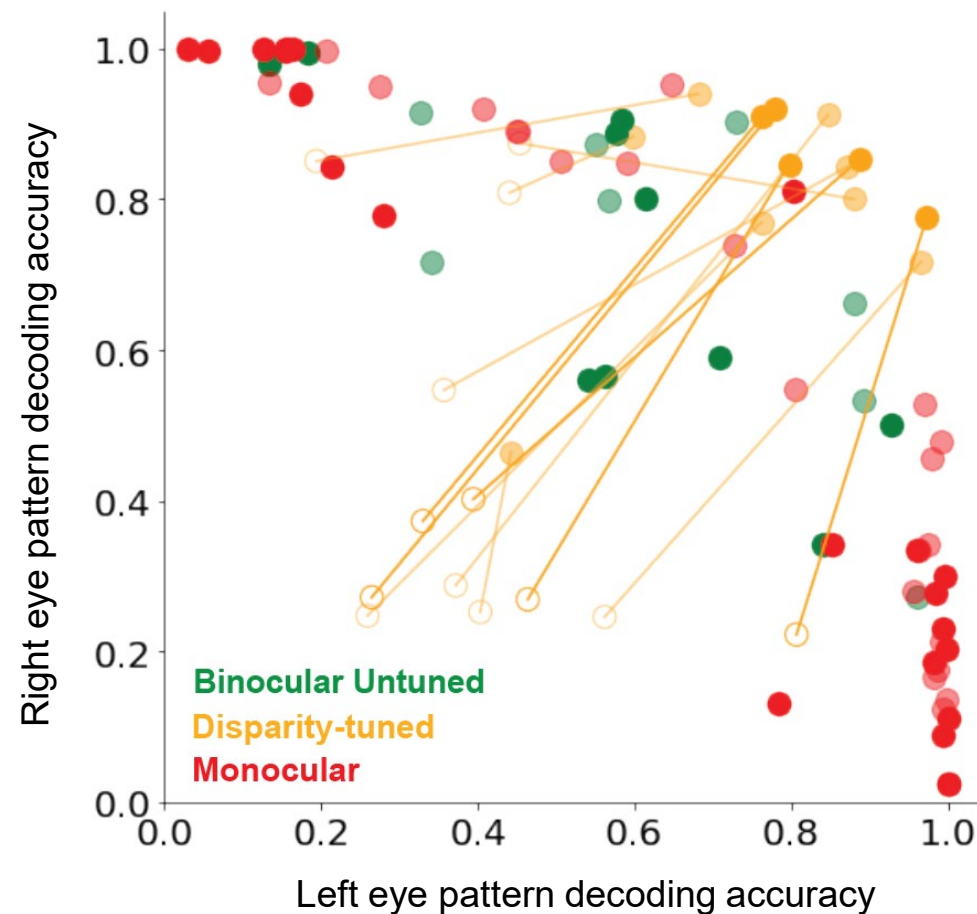 Right eye pattern decoding accuracy
1.0
0.8
0.6
0.4
0.2
0.0
Binocular Untuned
Disparity-tuned
Monocular
0.0 0.2 0.4 0.6 0.8 1.0
Left eye pattern decoding accuracy